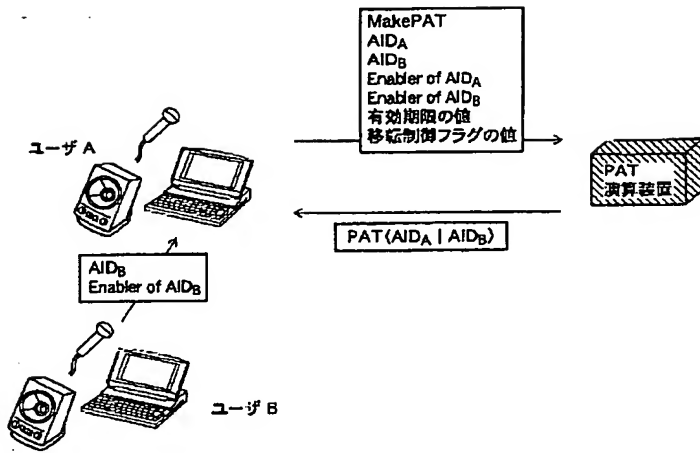 MakePAT
AIDA
AIDB
Enabler of AIDA
Enabler of AIDB
有効期限の値
移転制御フラグの値
ユーザ A
PAT
演算装置
PAT〈AIDA | AIDB〉
AIDB
Enabler of AIDB
ユーザ B